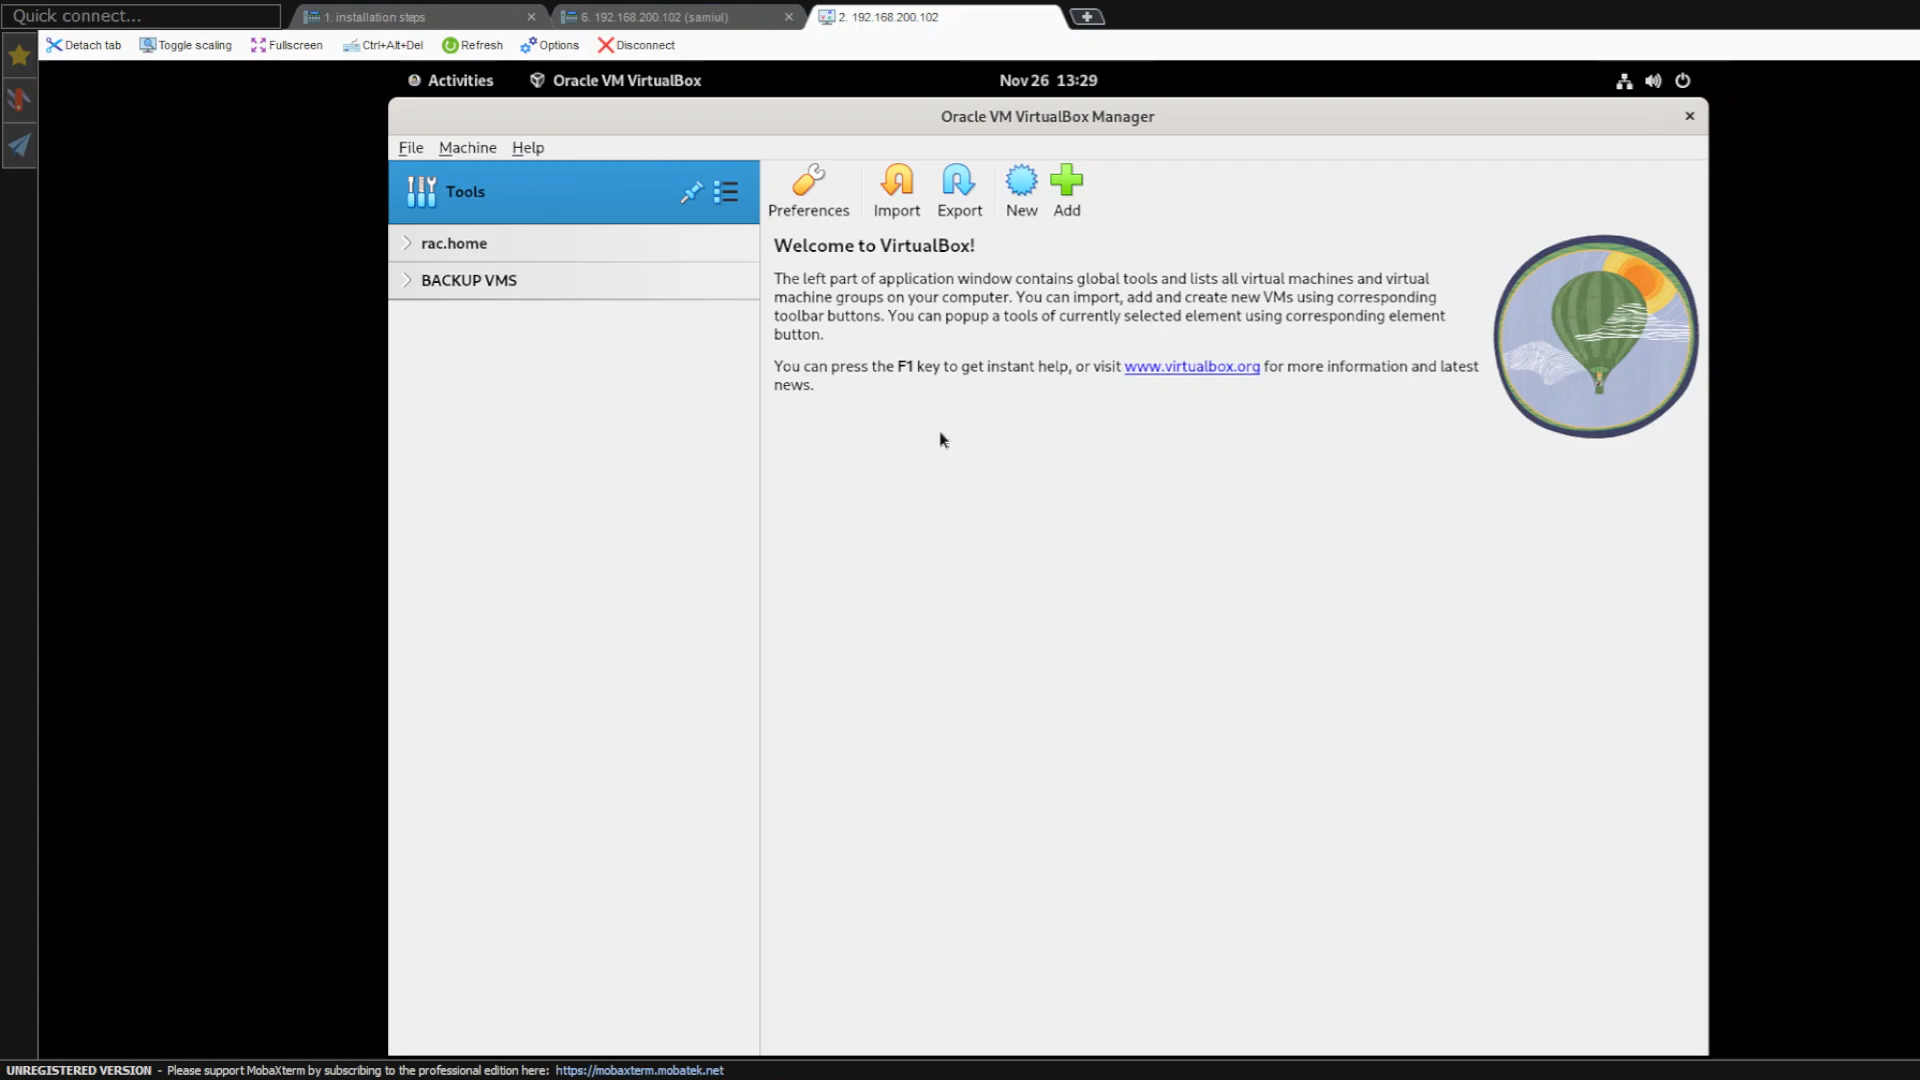 Quick connect...
1. installation steps
6. 192.168.200.102 (samiul)
2. 192.168.200.102
Detach tab
Toggle scaling
Fullscreen
Ctrl+Alt+Del
Refresh
Options
Disconnect
Activities
Oracle VM VirtualBox
Nov 26 13:29
Oracle VM VirtualBox Manager
File
Machine
Help
Tools
rac.home
BACKUP VMS
Preferences
Import
Export
New
Add
Welcome to VirtualBox!
The left part of application window contains global tools and lists all virtual machines and virtual
machine groups on your computer. You can import, add and create new VMs using corresponding
toolbar buttons. You can popup a tools of currently selected element using corresponding element
button.
You can press the F1 key to get instant help, or visit www.virtualbox.org for more information and latest
news.
UNREGISTERED VERSION - Please support MobaXterm by subscribing to the professional edition here: https://mobaxterm.mobatek.net